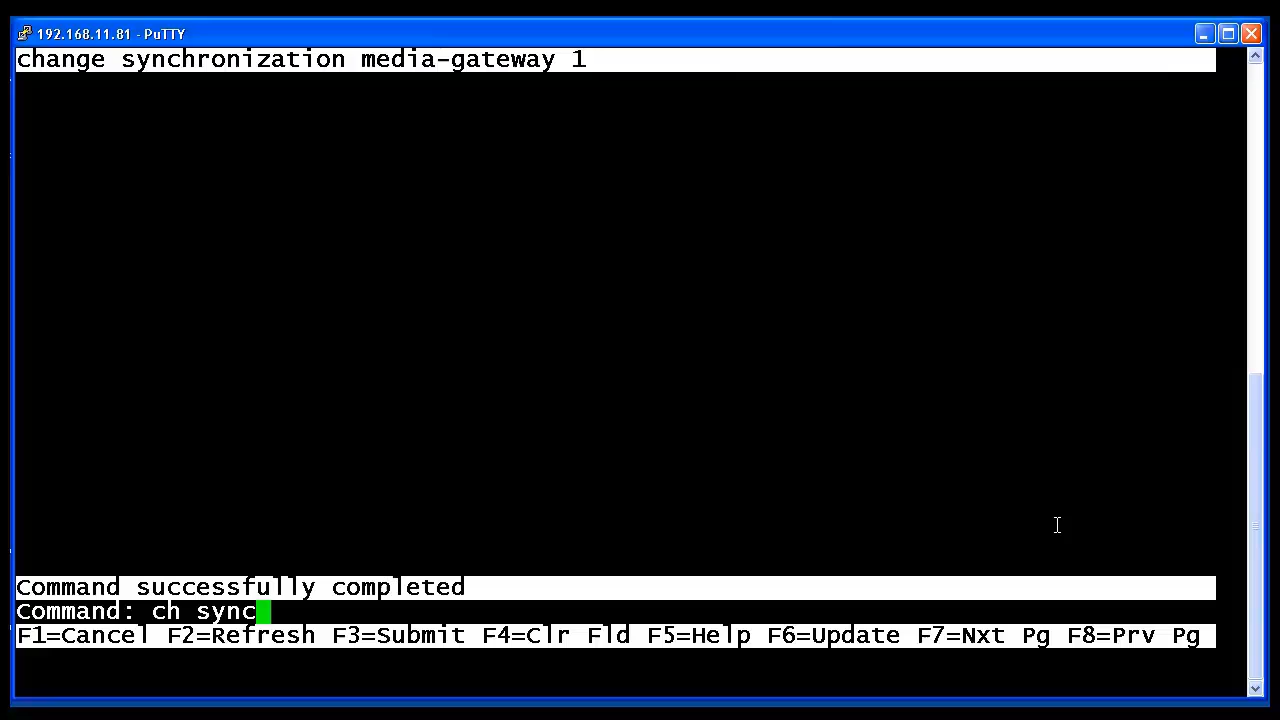 192.168.11.81 - PuTTY
change synchronization media-gateway 1
Command successfully completed
Command: ch sync
F1=Cancel F2=Refresh F3=Submit F4=Clr Fld F5=Help F6=Update F7=Nxt Pg F8=Prv Pg